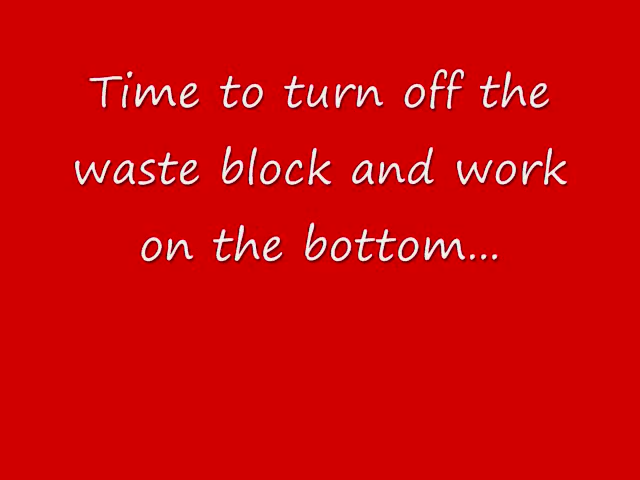 Time to turn off the
waste block and work
on the bottom...